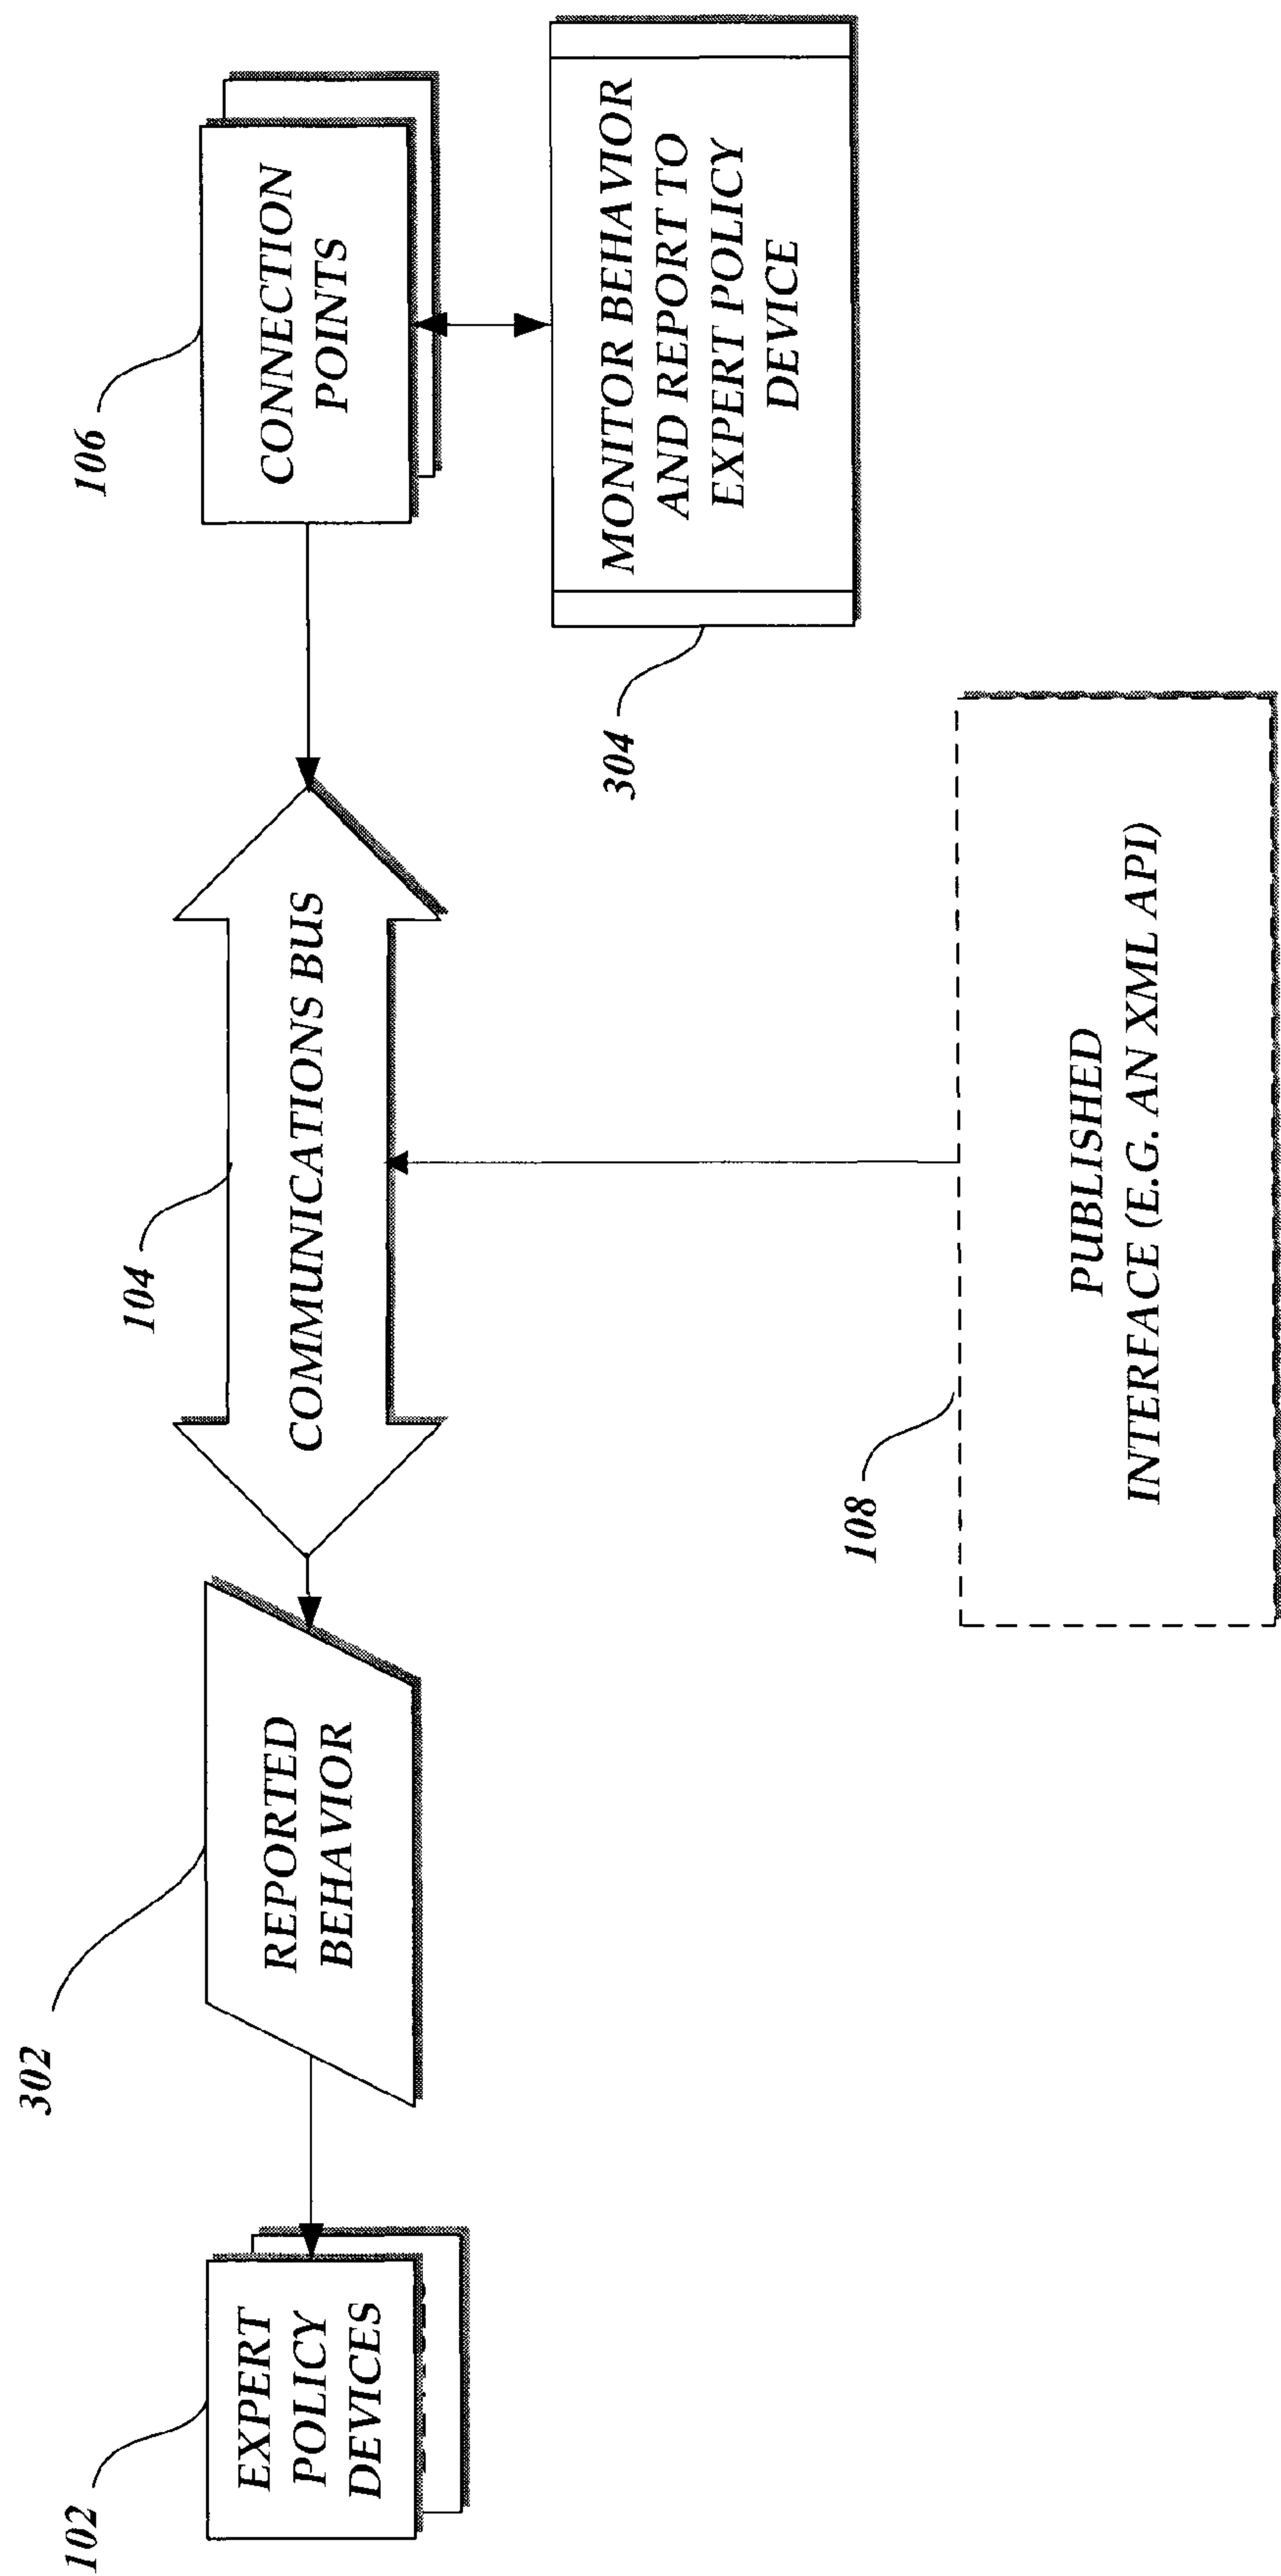 102
EXPERT
POLICY
DEVICES
302
REPORTED
BEHAVIOR
104
COMMUNICATIONS BUS
106
CONNECTION
POINTS
304
MONITOR BEHAVIOR
AND REPORT TO
EXPERT POLICY
DEVICE
108
PUBLISHED
INTERFACE (E.G. AN XML API)